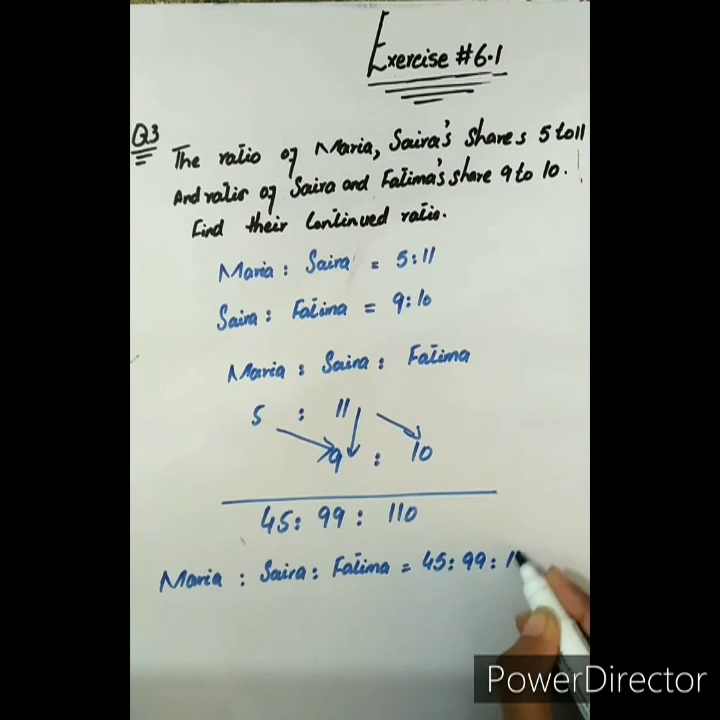 Exercise #6.1
Q3 The ratio of Maria, Saira's shares 5 to 11
And ratio of Saira and Fatima's share 9 to 10.
Find their Continued ratio.
Maria : Saira = 5:11
Saira : Fatima = 9:10
Maria : Saira : Fatima
5 : 11
9 : 10
45: 99 : 110
Maria : Saira : Fatima = 45: 99 : 11
PowerDirector